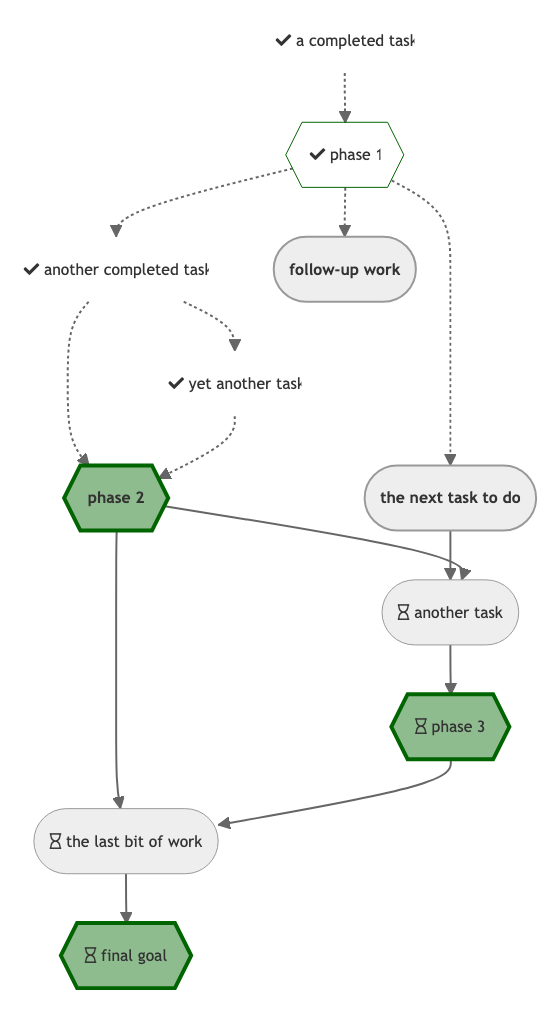 ✔ a completed task
✔ phase 1
✔ another completed task
follow-up work
✔ yet another task
phase 2
the next task to do
⌛ another task
⌛ phase 3
⌛ the last bit of work
⌛ final goal